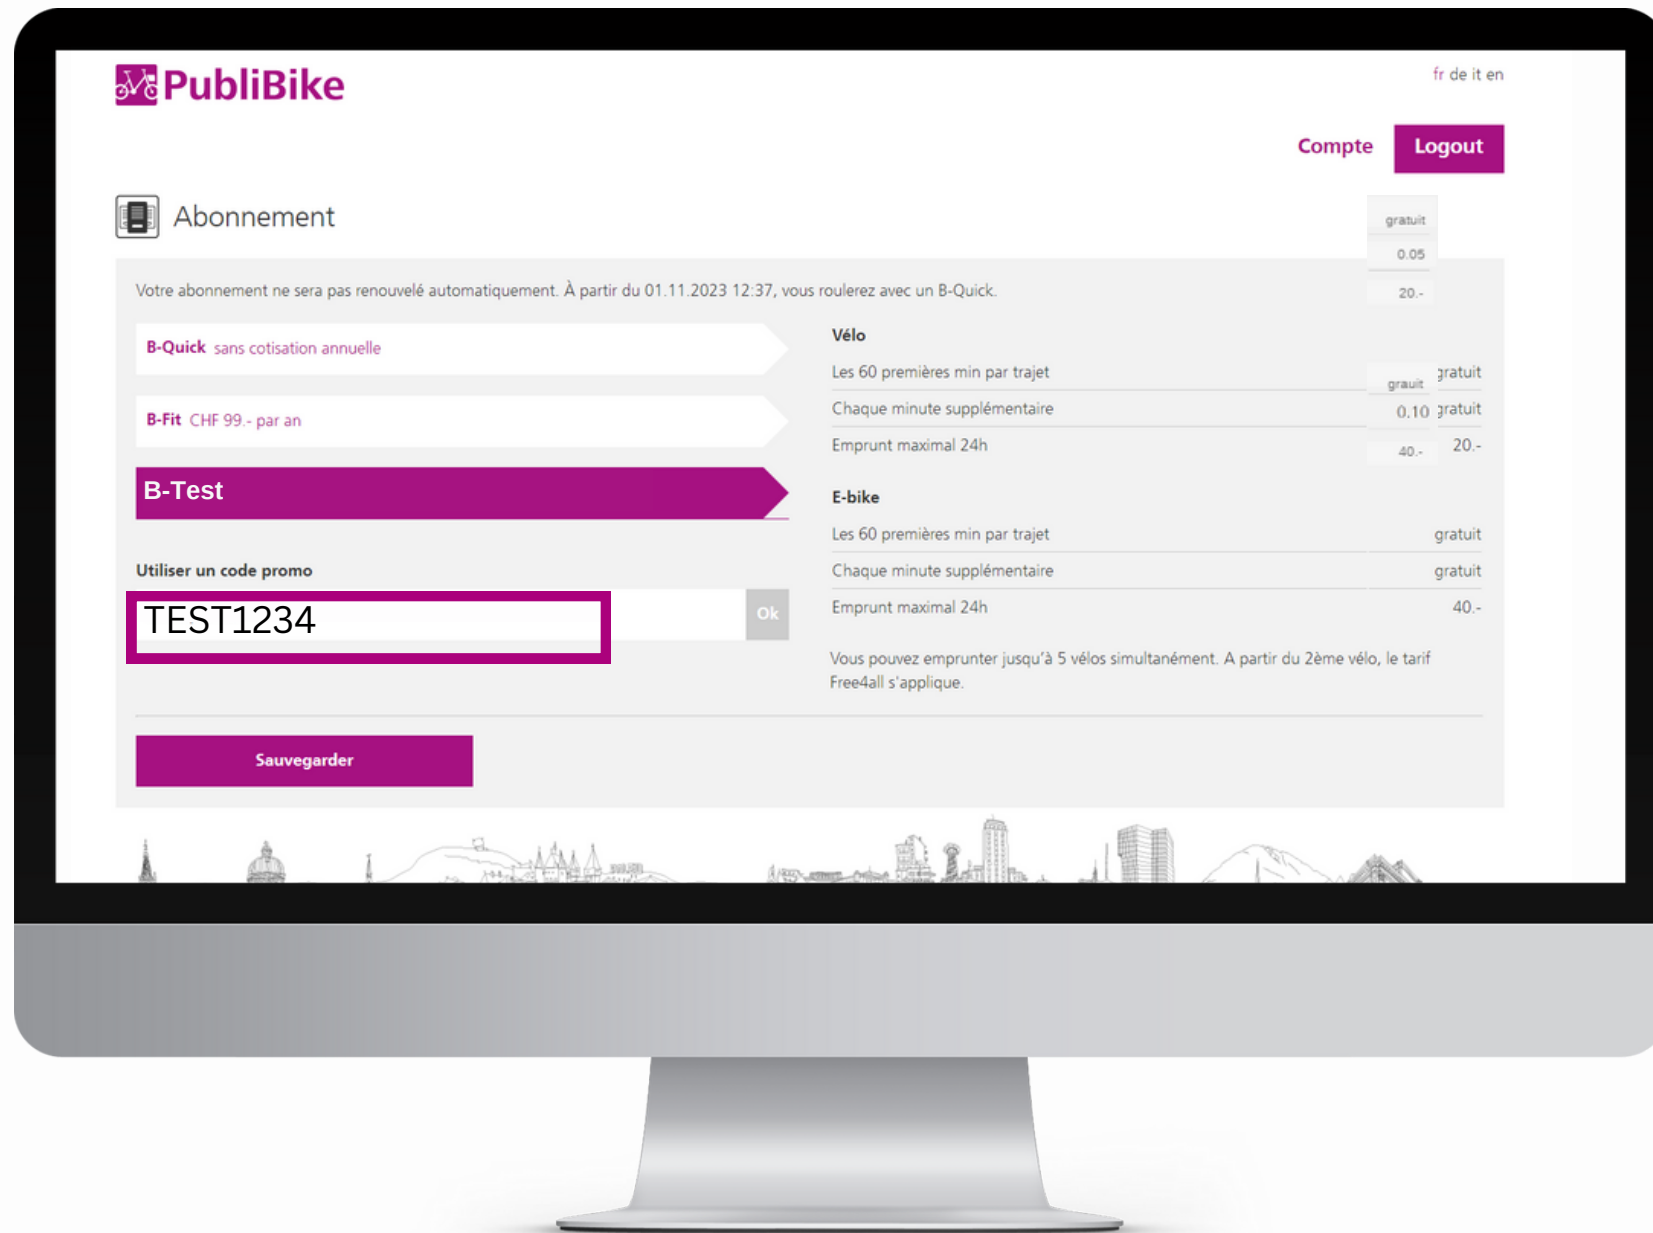 PubliBike
fr de it en
Compte
Logout
Abonnement
gratuit
0.05
20.-
Votre abonnement ne sera pas renouvelé automatiquement. À partir du 01.11.2023 12:37, vous roulerez avec un B-Quick.
B-Quick sans cotisation annuelle
B-Fit CHF 99.- par an
B-Test
Utiliser un code promo
TEST1234
Ok
Sauvegarder
Vélo
Les 60 premières min par trajet grauit gratuit
Chaque minute supplémentaire 0.10 gratuit
Emprunt maximal 24h 40.- 20.-
E-bike
Les 60 premières min par trajet gratuit
Chaque minute supplémentaire gratuit
Emprunt maximal 24h 40.-
Vous pouvez emprunter jusqu'à 5 vélos simultanément. A partir du 2ème vélo, le tarif
Free4all s'applique.